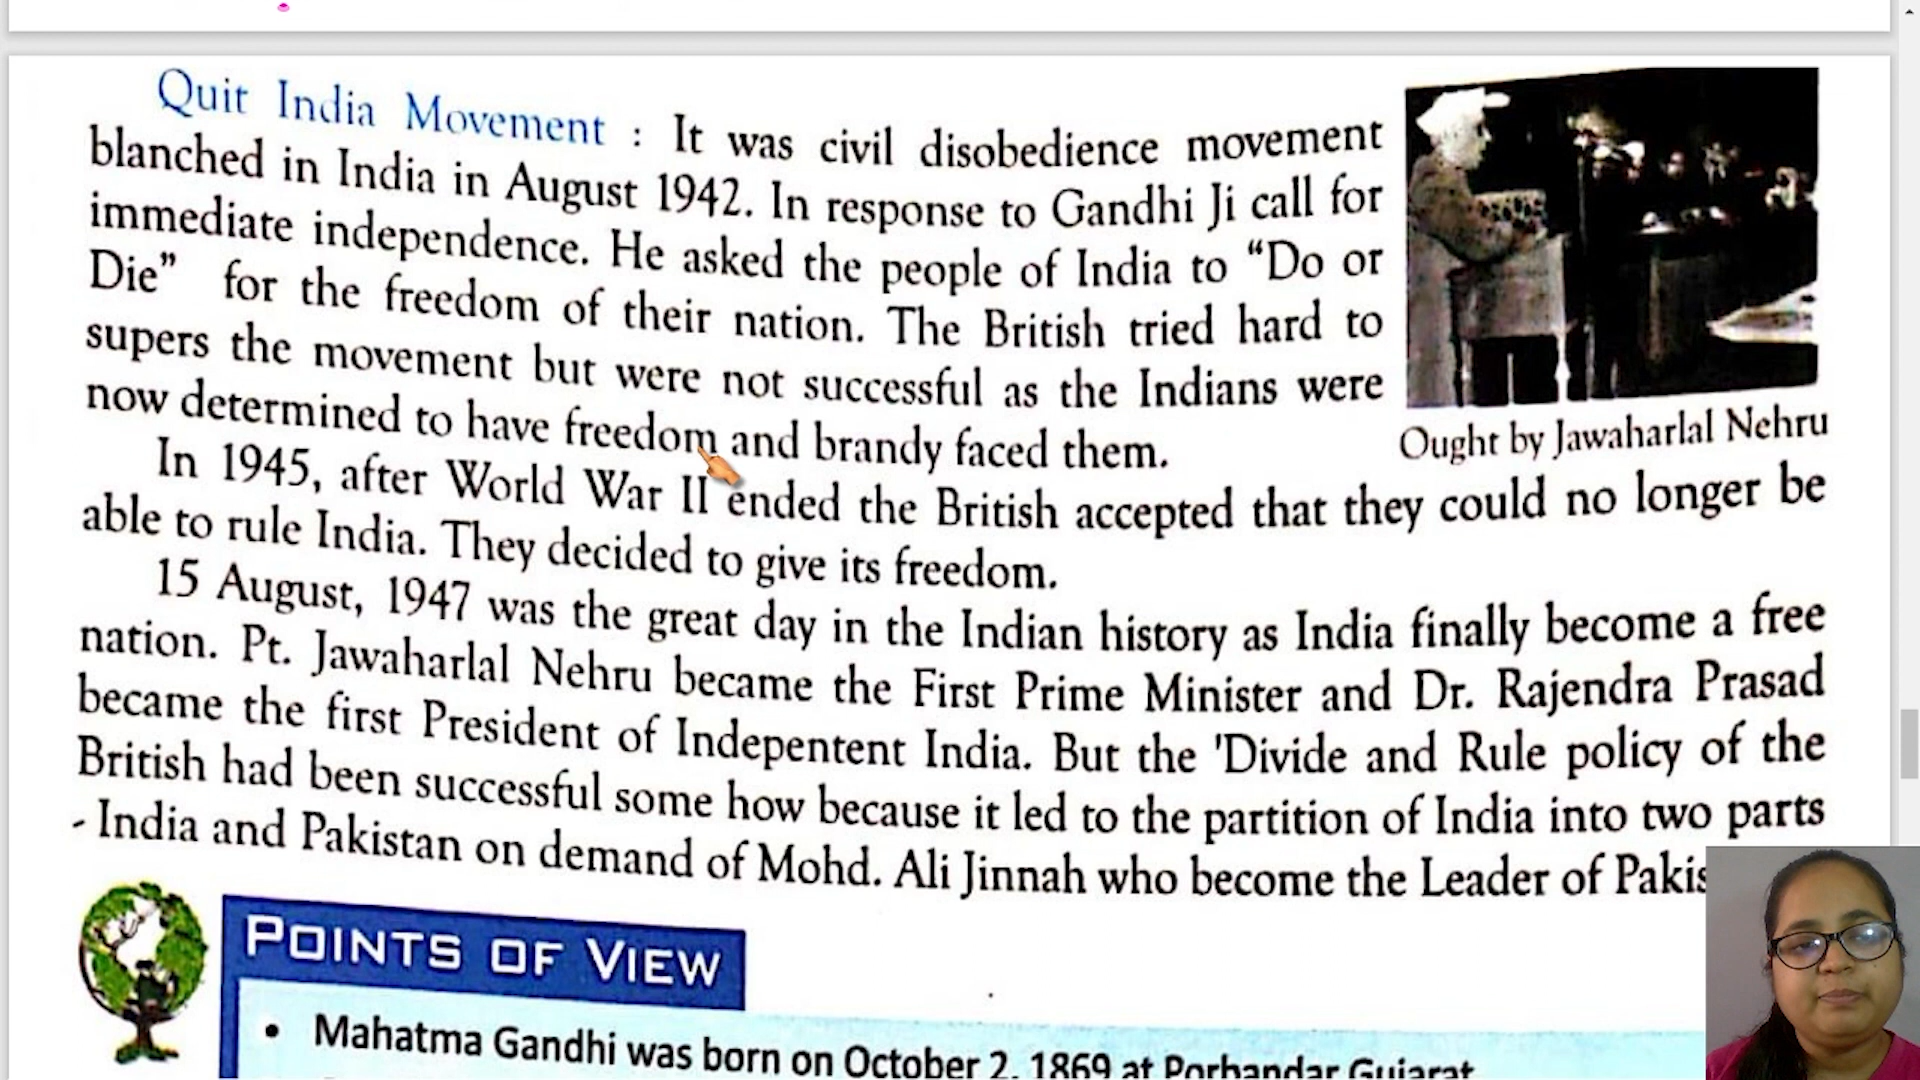 Quit India Movement : It was civil disobedience movement
blanched in India in August 1942. In response to Gandhi Ji call for
immediate independence. He asked the people of India to “Do or
Die” for the freedom of their nation. The British tried hard to
supers the movement but were not successful as the Indians were
now determined to have freedom and brandy faced them.
Ought by Jawaharlal Nehru
In 1945, after World War II ended the British accepted that they could no longer be
able to rule India. They decided to give its freedom.
15 August, 1947 was the great day in the Indian history as India finally become a free
nation. Pt. Jawaharlal Nehru became the First Prime Minister and Dr. Rajendra Prasad
became the first President of Indepentent India. But the 'Divide and Rule policy of the
British had been successful some how because it led to the partition of India into two parts
- India and Pakistan on demand of Mohd. Ali Jinnah who become the Leader of Pakis
POINTS OF VIEW
• Mahatma Gandhi was born on October 2, 1869 at Porbandar Gujarat